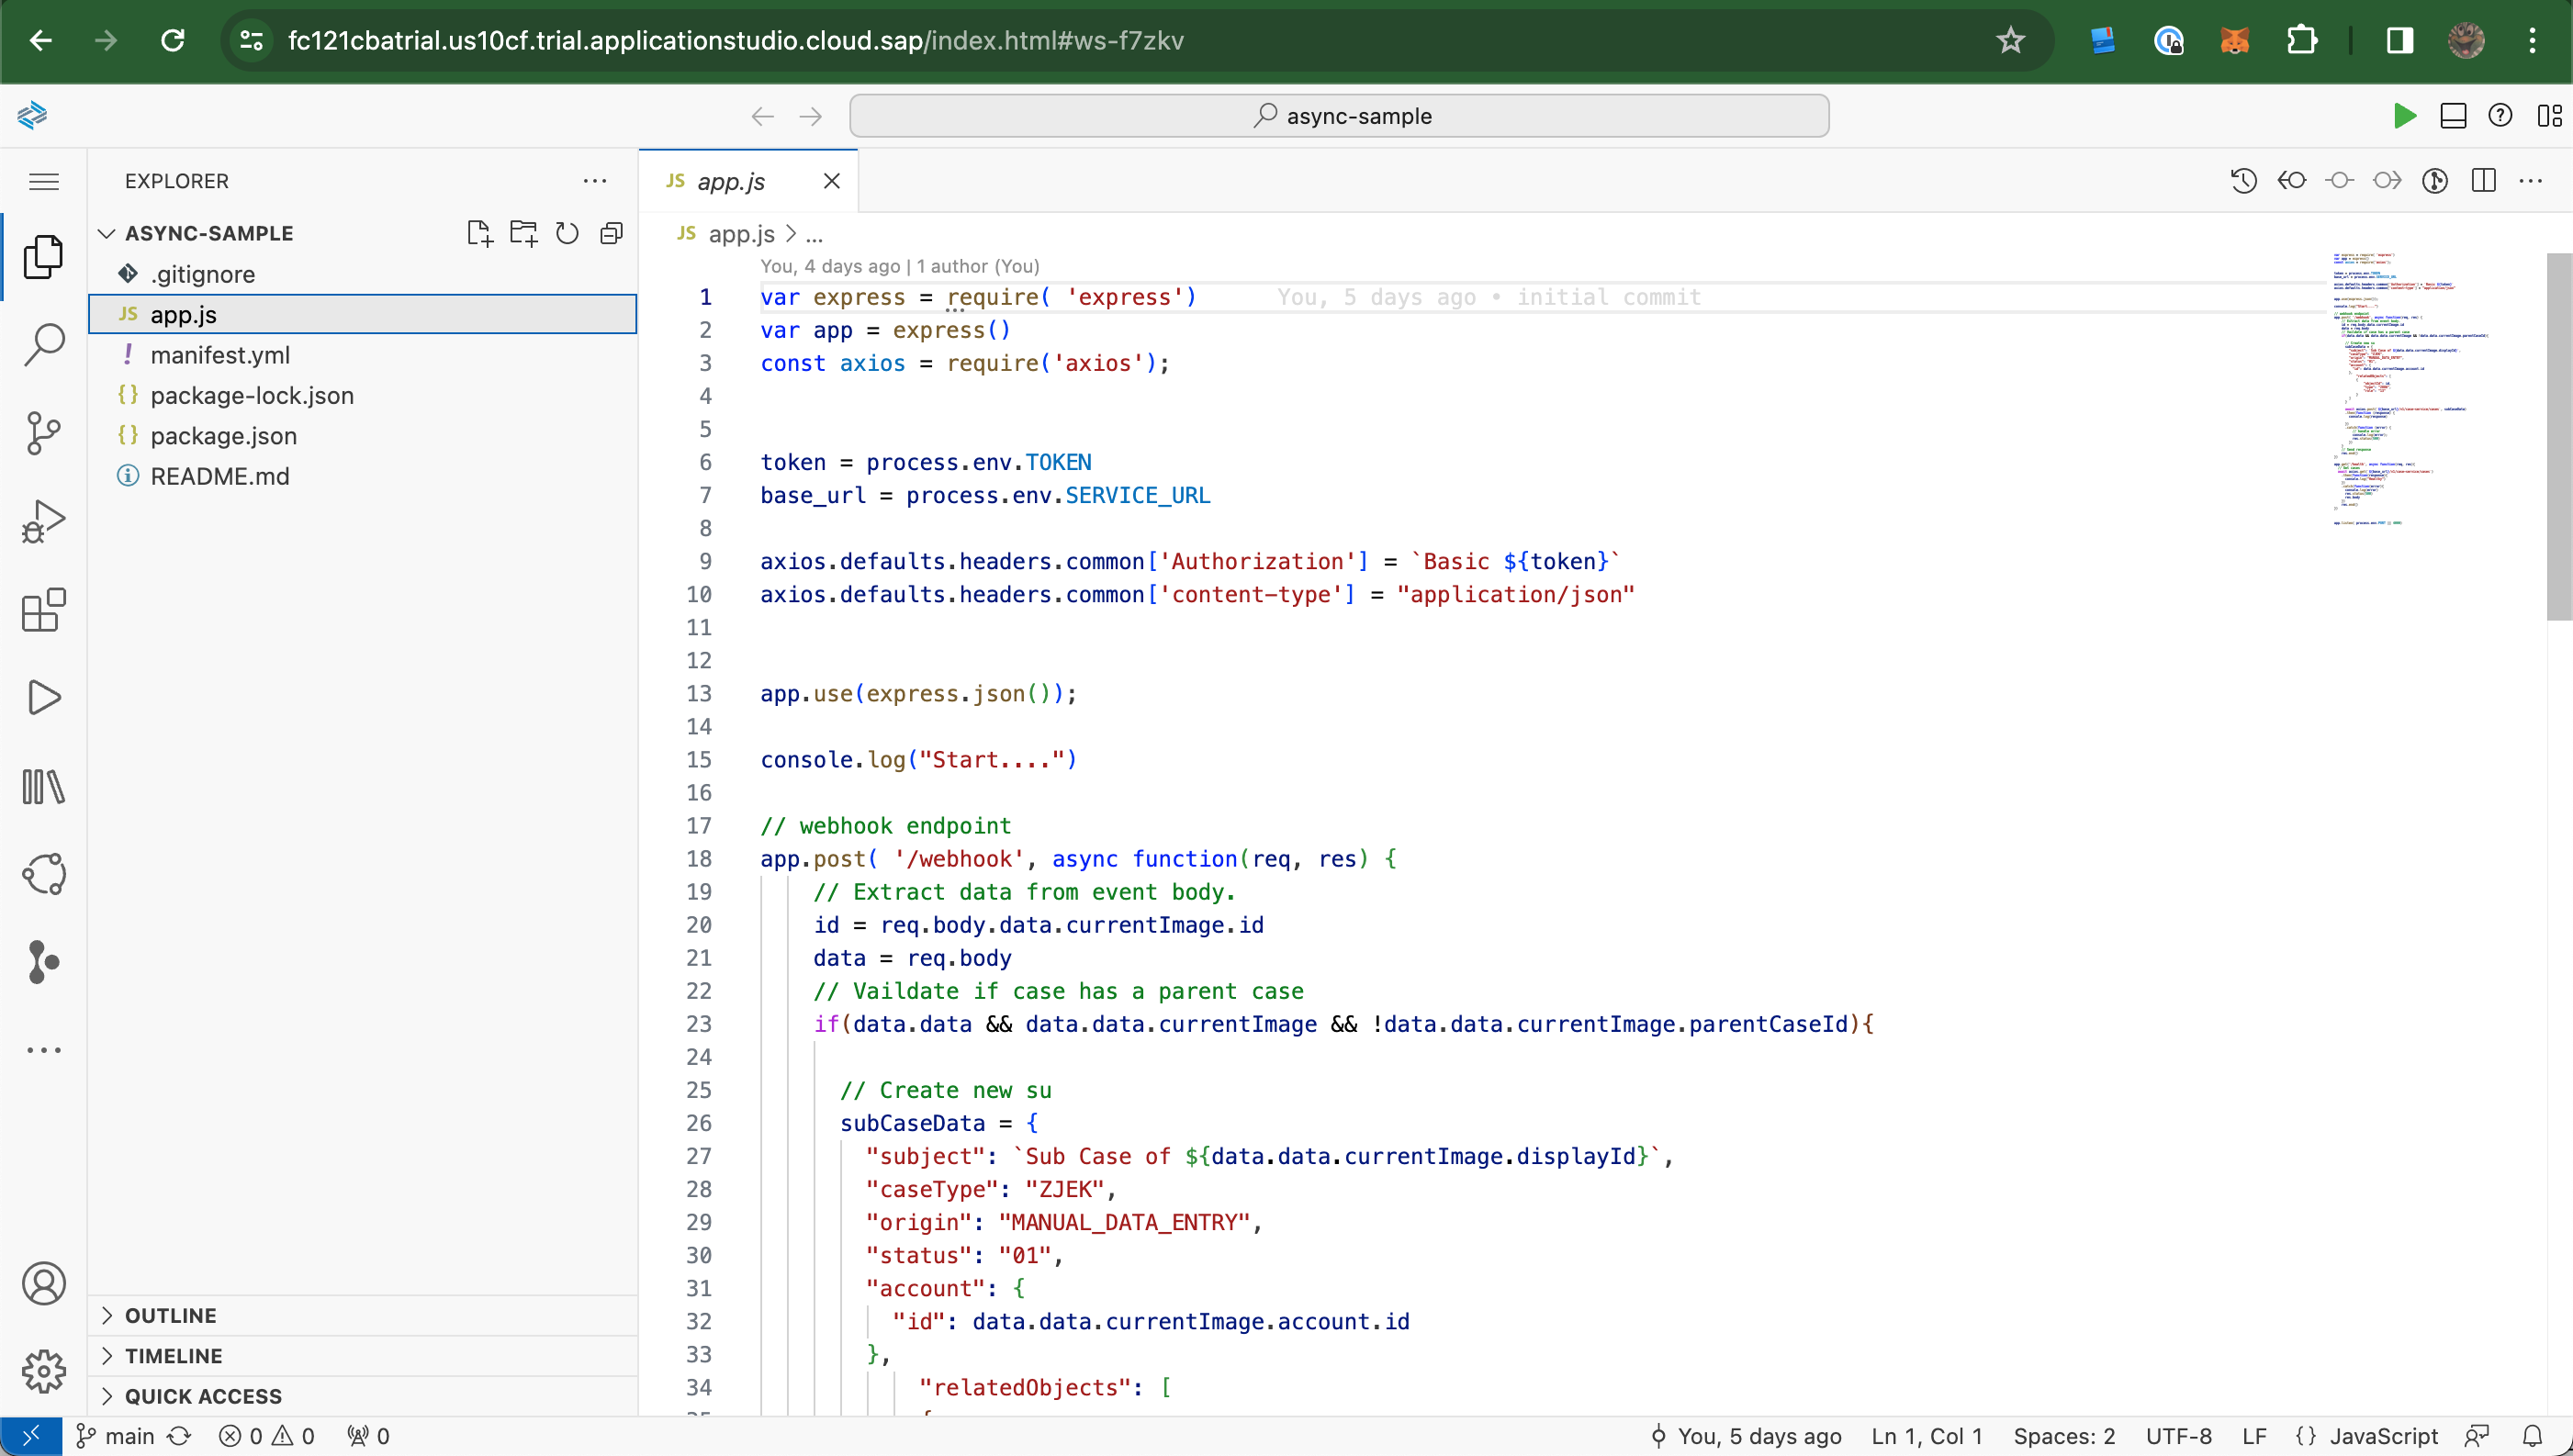 fc121cbatrial.us10cf.trial.applicationstudio.cloud.sap/index.html#ws-f7zkv
async-sample
EXPLORER
ASYNC-SAMPLE
.gitignore
JS app.js
! manifest.yml
{} package-lock.json
{} package.json
README.md
OUTLINE
TIMELINE
QUICK ACCESS
JS app.js
JS app.js > ...
You, 4 days ago | 1 author (You)
1 var express = require( 'express') You, 5 days ago • initial commit
2 var app = express()
3 const axios = require('axios');
4
5
6 token = process.env.TOKEN
7 base_url = process.env.SERVICE_URL
8
9 axios.defaults.headers.common['Authorization'] = `Basic ${token}`
10 axios.defaults.headers.common['content-type'] = "application/json"
11
12
13 app.use(express.json());
14
15 console.log("Start....")
16
17 // webhook endpoint
18 app.post( '/webhook', async function(req, res) {
19 // Extract data from event body.
20 id = req.body.data.currentImage.id
21 data = req.body
22 // Vaildate if case has a parent case
23 if(data.data && data.data.currentImage && !data.data.currentImage.parentCaseId){
24
25 // Create new su
26 subCaseData = {
27 "subject": `Sub Case of ${data.data.currentImage.displayId}`,
28 "caseType": "ZJEK",
29 "origin": "MANUAL_DATA_ENTRY",
30 "status": "01",
31 "account": {
32 "id": data.data.currentImage.account.id
33 },
34 "relatedObjects": [
main 0 0 0
You, 5 days ago Ln 1, Col 1 Spaces: 2 UTF-8 LF {} JavaScript